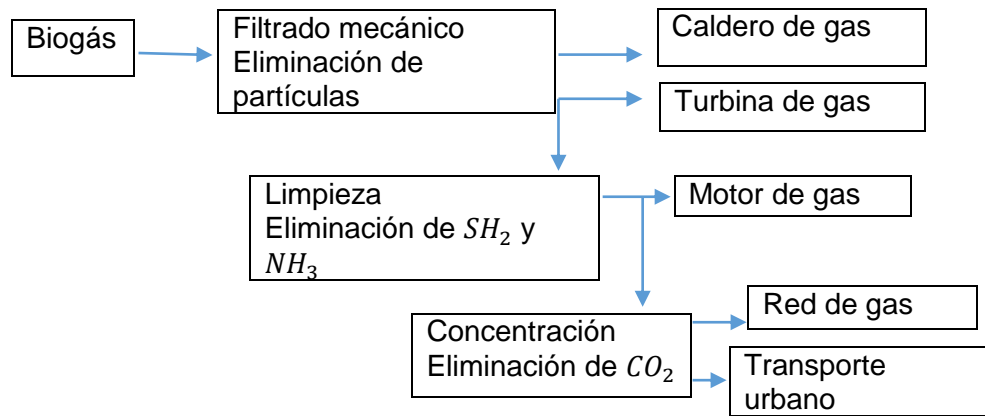 Biogás
Filtrado mecánico
Eliminación de
partículas
Caldero de gas
Turbina de gas
Limpieza
Eliminación de SH₂ y
NH₃
Motor de gas
Concentración
Eliminación de CO₂
Red de gas
Transporte
urbano